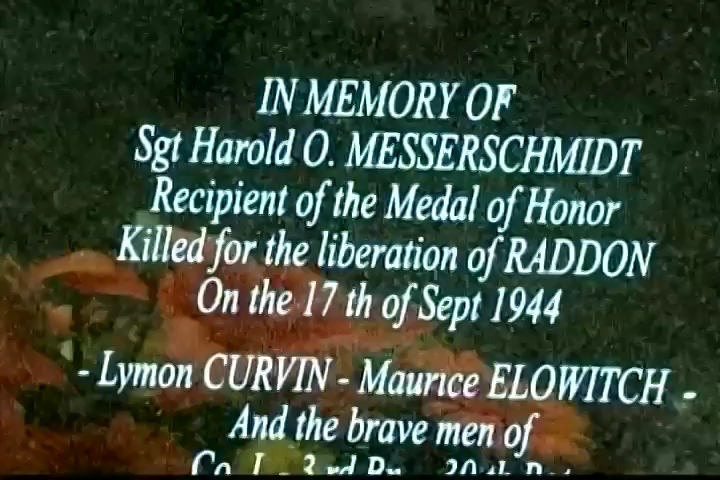 IN MEMORY OF
Sgt Harold O. MESSERSCHMIDT
Recipient of the Medal of Honor
Killed for the liberation of RADDON
On the 17 th of Sept 1944
- Lymon CURVIN - Maurice ELOWITCH -
And the brave men of
Co